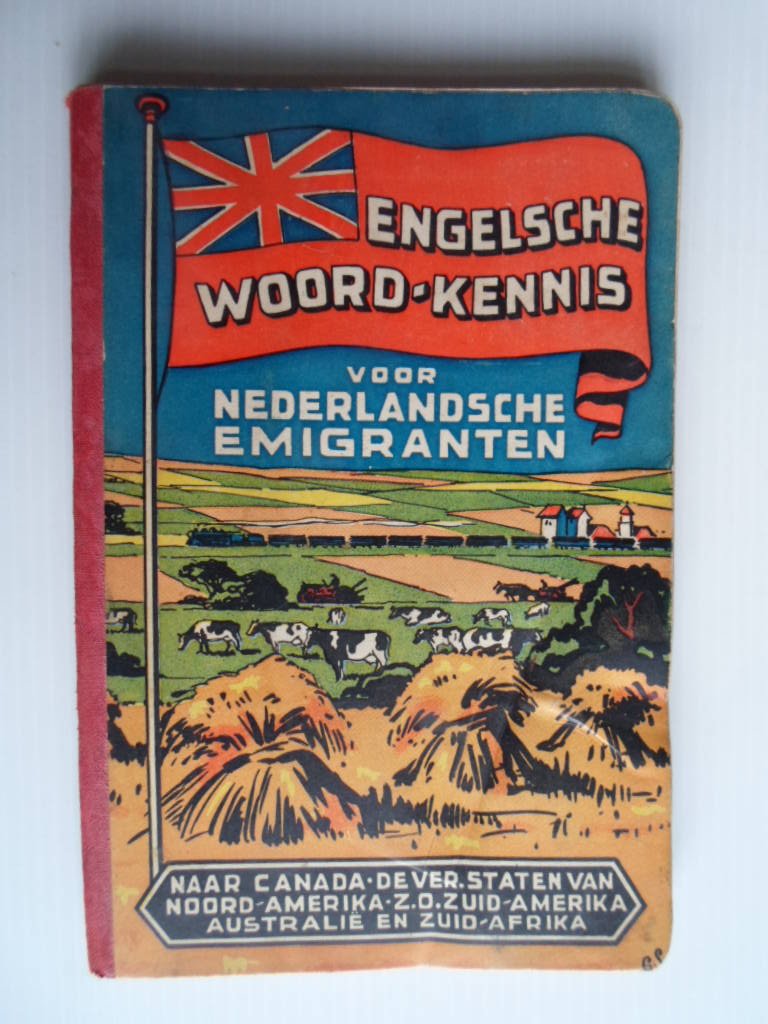 ENGELSCHE
WOORD-KENNIS
VOOR
NEDERLANDSCHE
EMIGRANTEN
NAAR CANADA·DE VER. STATEN VAN
NOORD-AMERIKA·Z.O. ZUID-AMERIKA
AUSTRALIË EN ZUID-AFRIKA
G.S